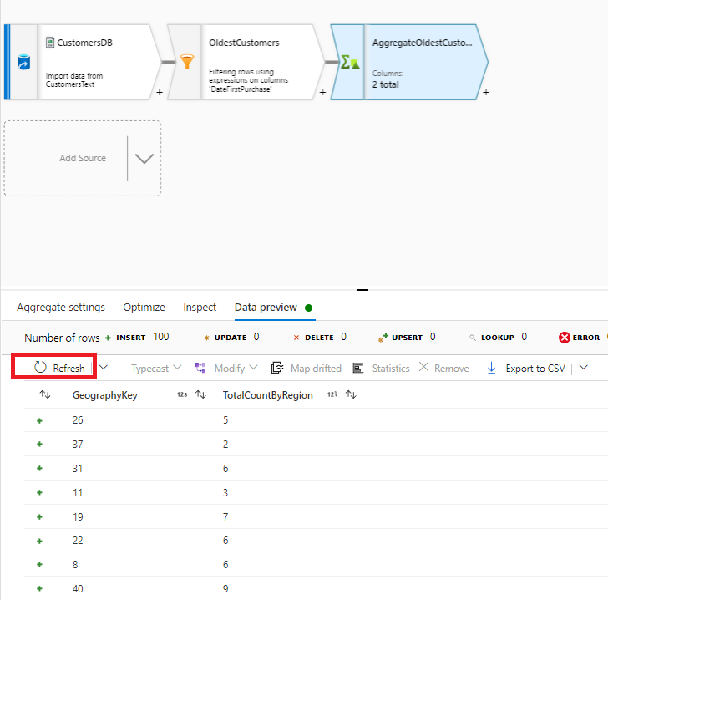 CustomersDB
Import data from
CustomersText
+
OldestCustomers
Filtering rows using
expressions on columns
'DateFirstPurchase'
+
AggregateOldestCusto...
Columns:
2 total
+
Add Source
Aggregate settings Optimize Inspect Data preview
Number of rows + INSERT 100 * UPDATE 0 × DELETE 0 UPSERT 0 LOOKUP 0 ERROR
Refresh Typecast Modify Map drifted Statistics Remove Export to CSV
GeographyKey 123 TotalCountByRegion 121
26 5
37 2
31 6
11 3
19 7
22 6
8 6
40 9